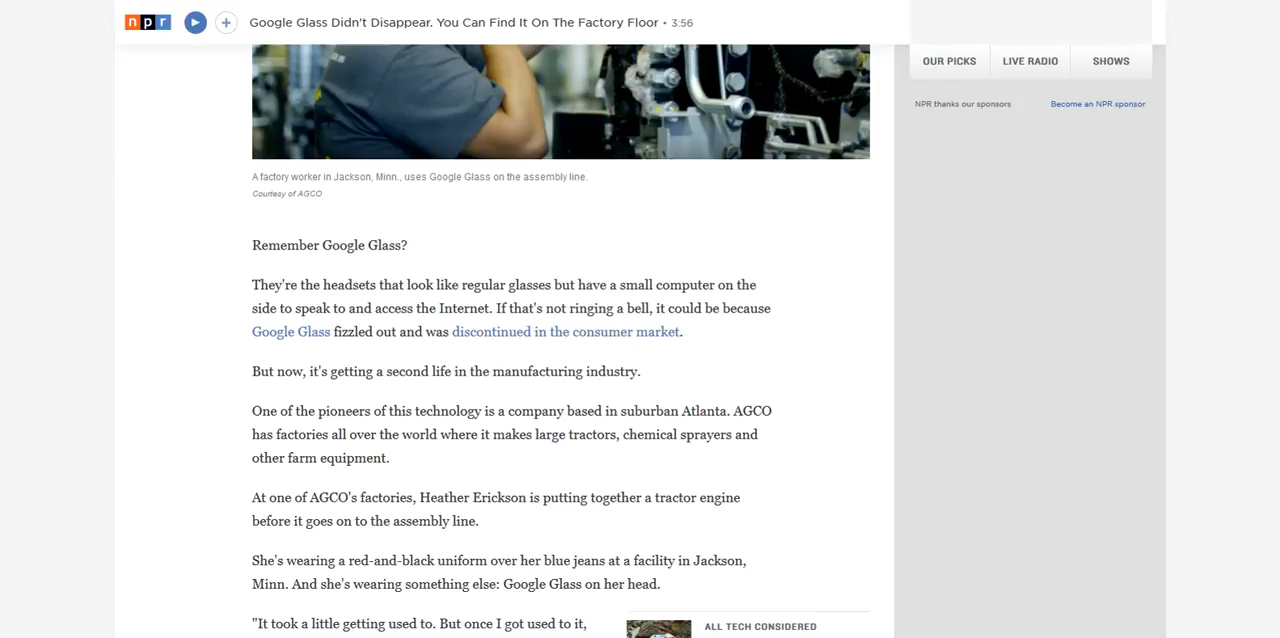 npr Google Glass Didn't Disappear. You Can Find It On The Factory Floor • 3:56
OUR PICKS LIVE RADIO SHOWS
NPR thanks our sponsors Become an NPR sponsor
A factory worker in Jackson, Minn., uses Google Glass on the assembly line.
Courtesy of AGCO
Remember Google Glass?
They're the headsets that look like regular glasses but have a small computer on the
side to speak to and access the Internet. If that's not ringing a bell, it could be because
Google Glass fizzled out and was discontinued in the consumer market.
But now, it's getting a second life in the manufacturing industry.
One of the pioneers of this technology is a company based in suburban Atlanta. AGCO
has factories all over the world where it makes large tractors, chemical sprayers and
other farm equipment.
At one of AGCO's factories, Heather Erickson is putting together a tractor engine
before it goes on to the assembly line.
She's wearing a red-and-black uniform over her blue jeans at a facility in Jackson,
Minn. And she's wearing something else: Google Glass on her head.
"It took a little getting used to. But once I got used to it,
ALL TECH CONSIDERED